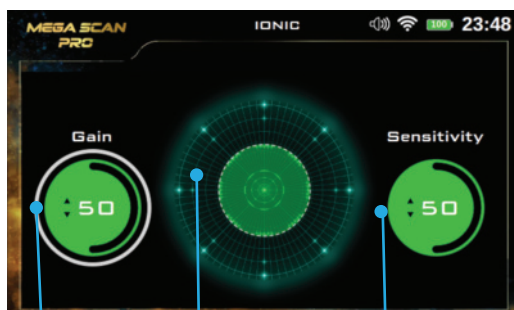 MEGA SCAN
PRO
IONIC
100
23:48
Gain
Sensitivity
50
50